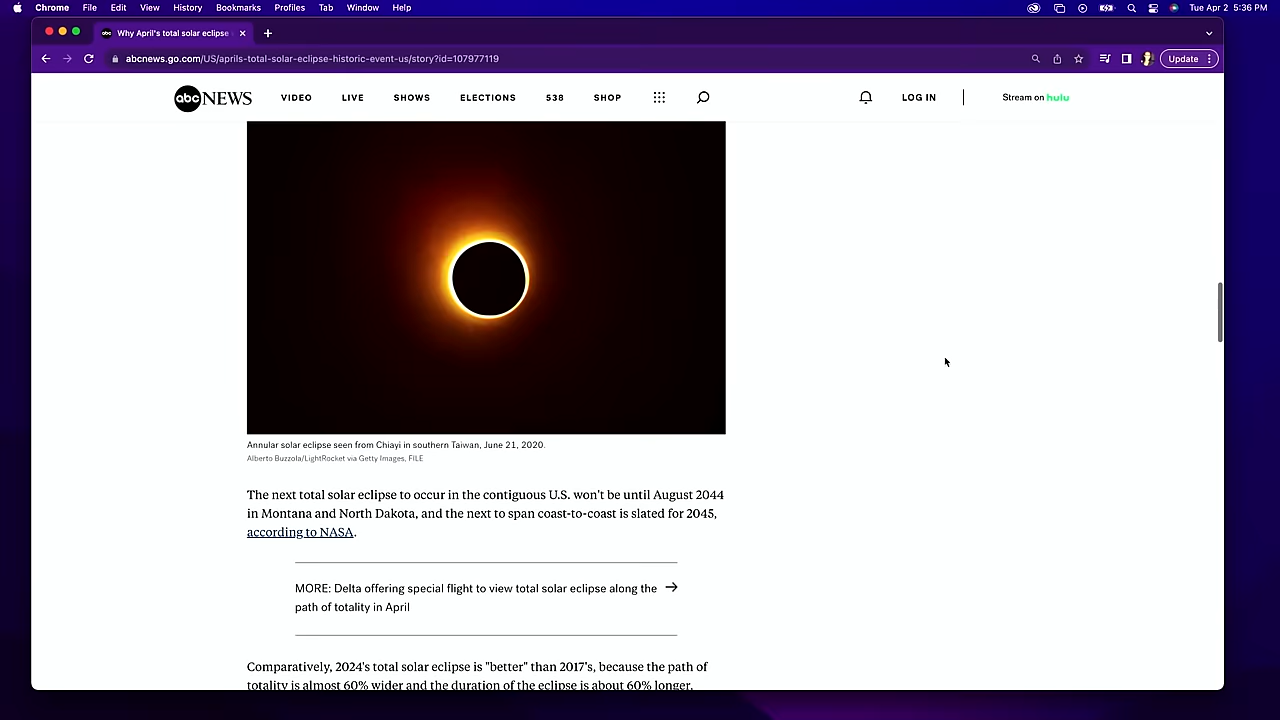 Chrome File Edit View History Bookmarks Profiles Tab Window Help Tue Apr 2 5:36 PM
abc Why April's total solar eclipse
abcnews.go.com/US/aprils-total-solar-eclipse-historic-event-us/story?id=107977119 Update
abc NEWS VIDEO LIVE SHOWS ELECTIONS 538 SHOP LOG IN Stream on hulu
Annular solar eclipse seen from Chiayi in southern Taiwan, June 21, 2020.
Alberto Buzzola/LightRocket via Getty Images, FILE
The next total solar eclipse to occur in the contiguous U.S. won't be until August 2044
in Montana and North Dakota, and the next to span coast-to-coast is slated for 2045,
according to NASA.
MORE: Delta offering special flight to view total solar eclipse along the
path of totality in April
Comparatively, 2024's total solar eclipse is "better" than 2017's, because the path of
totality is almost 60% wider and the duration of the eclipse is about 60% longer,